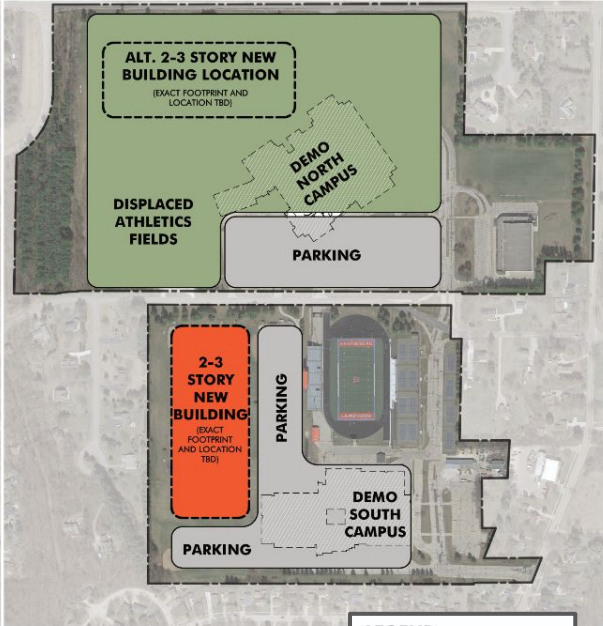 ALT. 2-3 STORY NEW
BUILDING LOCATION
(EXACT FOOTPRINT AND
LOCATION TBD)
DEMO
NORTH
CAMPUS
DISPLACED
ATHLETICS
FIELDS
PARKING
2-3
STORY
NEW
BUILDING
(EXACT
FOOTPRINT
AND LOCATION
TBD)
PARKING
DEMO
SOUTH
CAMPUS
PARKING